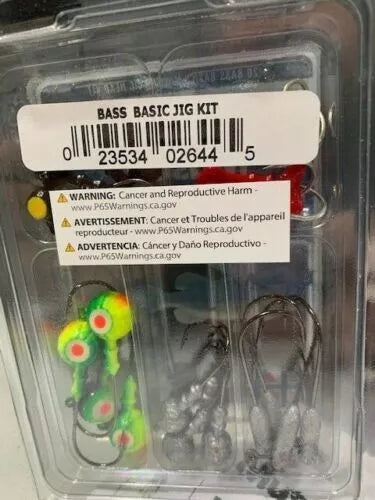 BASS BASIC JIG KIT
0 23534 02644 5
⚠ WARNING: Cancer and Reproductive Harm -
www.P65Warnings.ca.gov
⚠ AVERTISSEMENT: Cancer et Troubles de l'appareil
reproducteur - www.P65Warnings.ca.gov
⚠ ADVERTENCIA: Cáncer y Daño Reproductivo -
www.P65Warnings.ca.gov